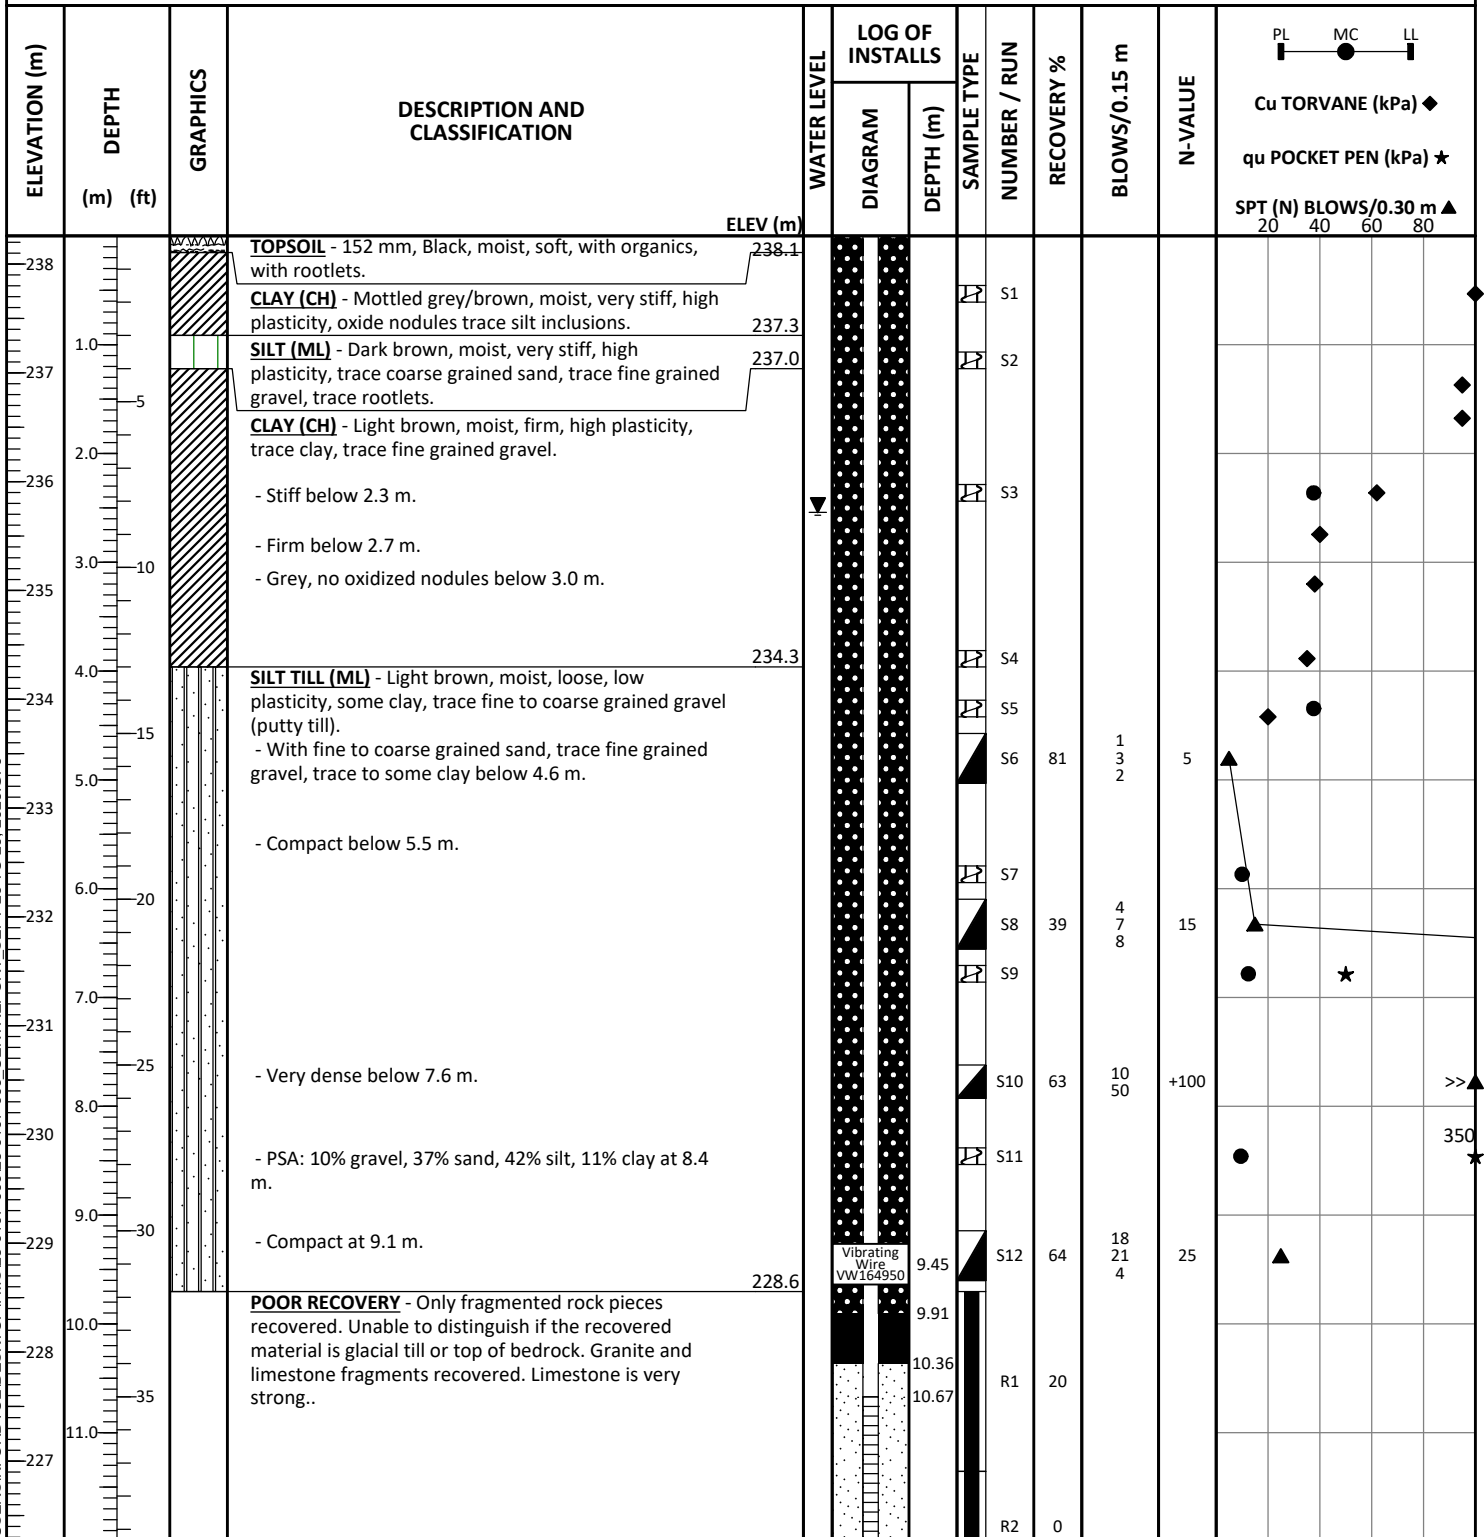 ELEVATION (m)
DEPTH
(m) (ft)
GRAPHICS
DESCRIPTION AND
CLASSIFICATION
ELEV (m)
WATER LEVEL
LOG OF
INSTALLS
DIAGRAM
DEPTH (m)
SAMPLE TYPE
NUMBER / RUN
RECOVERY %
BLOWS/0.15 m
N-VALUE
PL MC LL
Cu TORVANE (kPa)
qu POCKET PEN (kPa)
SPT (N) BLOWS/0.30 m
20 40 60 80
TOPSOIL - 152 mm, Black, moist, soft, with organics, 238.1
with rootlets.
238
CLAY (CH) - Mottled grey/brown, moist, very stiff, high
S1
plasticity, oxide nodules trace silt inclusions. 237.3
1.0
SILT (ML) - Dark brown, moist, very stiff, high 237.0
S2
237
plasticity, trace coarse grained sand, trace fine grained
gravel, trace rootlets.
5
CLAY (CH) - Light brown, moist, firm, high plasticity,
trace clay, trace fine grained gravel.
2.0
236
- Stiff below 2.3 m.
S3
- Firm below 2.7 m.
3.0
10
- Grey, no oxidized nodules below 3.0 m.
235
234.3
S4
4.0
SILT TILL (ML) - Light brown, moist, loose, low
234
plasticity, some clay, trace fine to coarse grained gravel
S5
(putty till).
15
- With fine to coarse grained sand, trace fine grained
gravel, trace to some clay below 4.6 m.
S6 81 1 5
3
2
5.0
233
- Compact below 5.5 m.
S7
6.0
20
232
S8 39 4 15
7
8
S9
7.0
231
25
- Very dense below 7.6 m.
S10 63 10 +100 >>
50
8.0
230
350
- PSA: 10% gravel, 37% sand, 42% silt, 11% clay at 8.4
m.
S11
9.0
30
229
- Compact at 9.1 m.
Vibrating
Wire
VW164950
9.45
S12 64 18 25
21
4
228.6
POOR RECOVERY - Only fragmented rock pieces
9.91
10.0
recovered. Unable to distinguish if the recovered
228
material is glacial till or top of bedrock. Granite and
10.36
limestone fragments recovered. Limestone is very
R1 20
35
strong..
10.67
11.0
227
R2 0